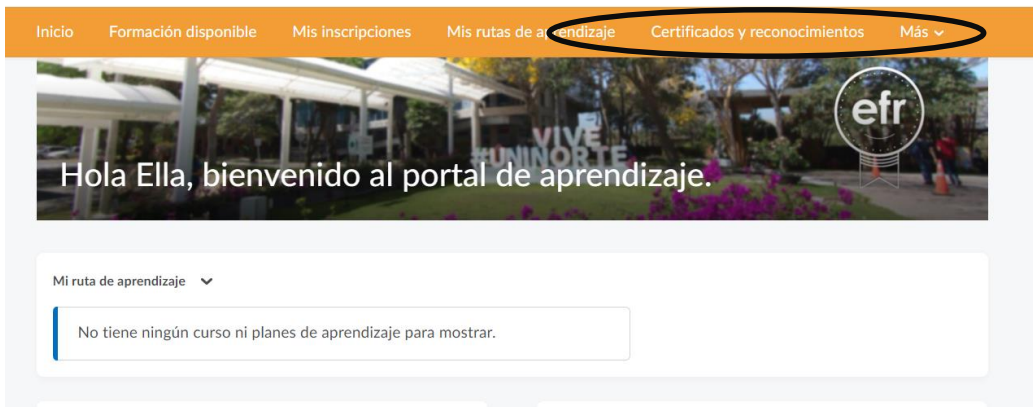 Inicio Formación disponible Mis inscripciones Mis rutas de aprendizaje Certificados y reconocimientos Más
efr
VIVE
#UNINORTE
Hola Ella, bienvenido al portal de aprendizaje.
Mi ruta de aprendizaje
No tiene ningún curso ni planes de aprendizaje para mostrar.